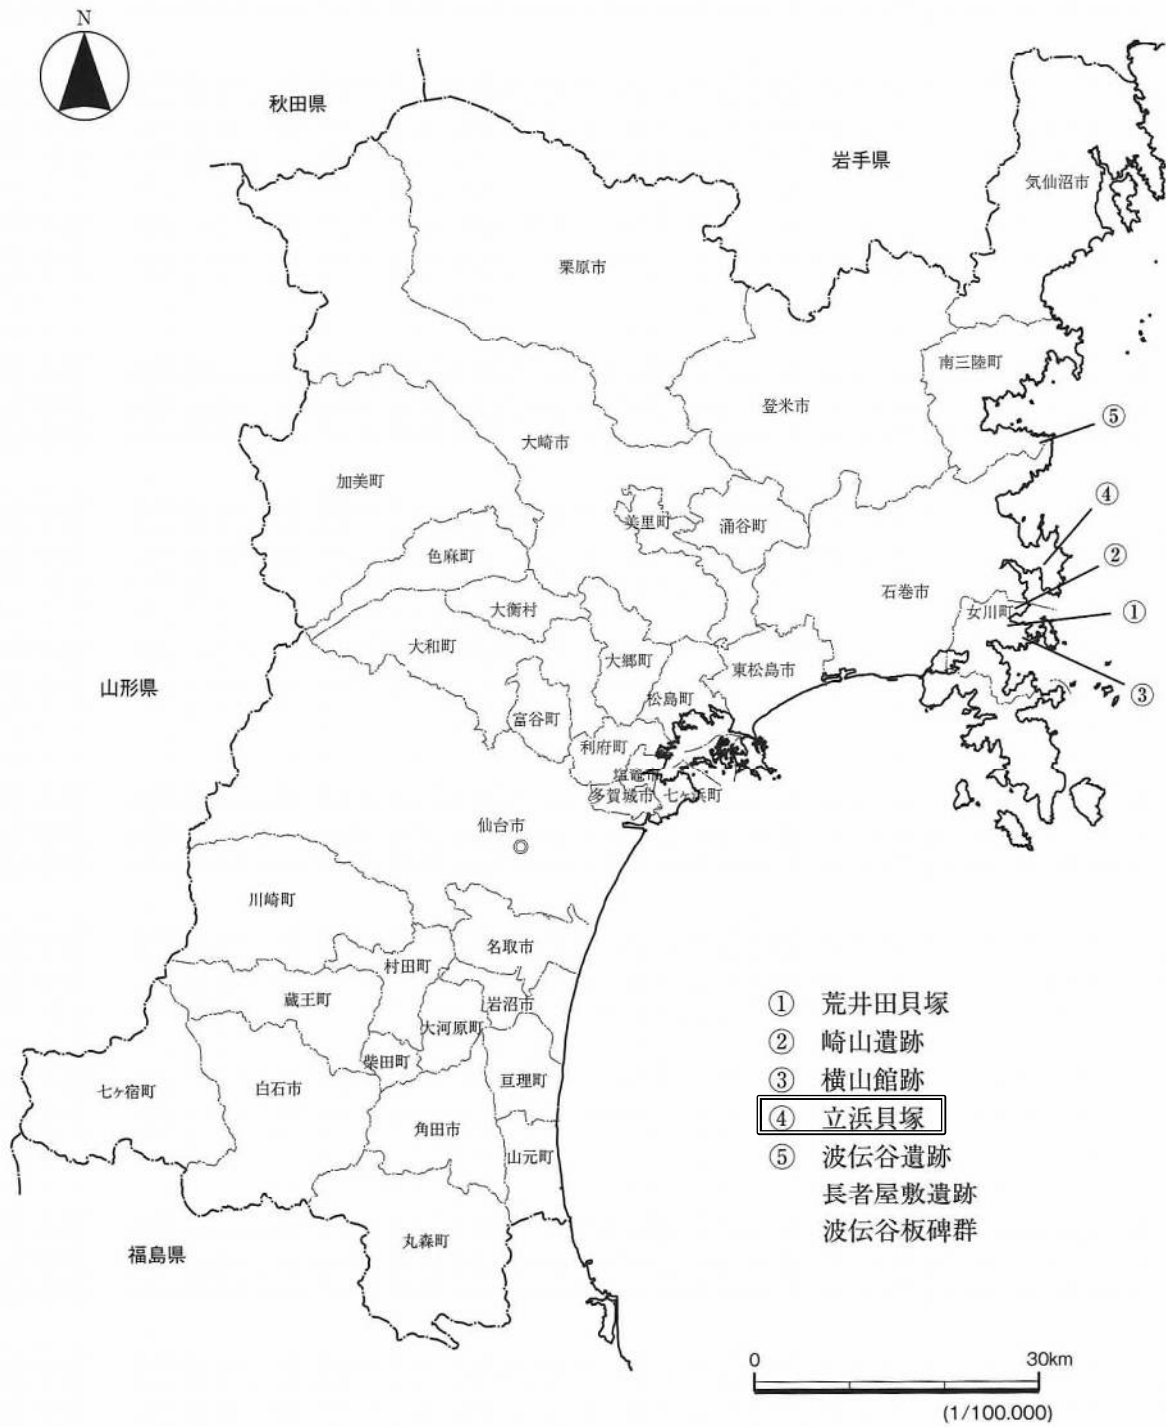 N
秋田県
岩手県
気仙沼市
栗原市
南三陸町
登米市
⑤
大崎市
加美町
④
美里町
涌谷町
②
色麻町
石巻市
大衡村
女川町
①
大和町
大郷町
東松島市
山形県
松島町
③
富谷町
利府町
塩竈市
多賀城市
七ヶ浜町
仙台市
川崎町
名取市
村田町
蔵王町
岩沼市
大河原町
柴田町
亘理町
七ヶ宿町
白石市
角田市
山元町
丸森町
福島県
① 荒井田貝塚
② 崎山遺跡
③ 横山館跡
④ 立浜貝塚
⑤ 波伝谷遺跡
長者屋敷遺跡
波伝谷板碑群
0 30km
(1/100.000)